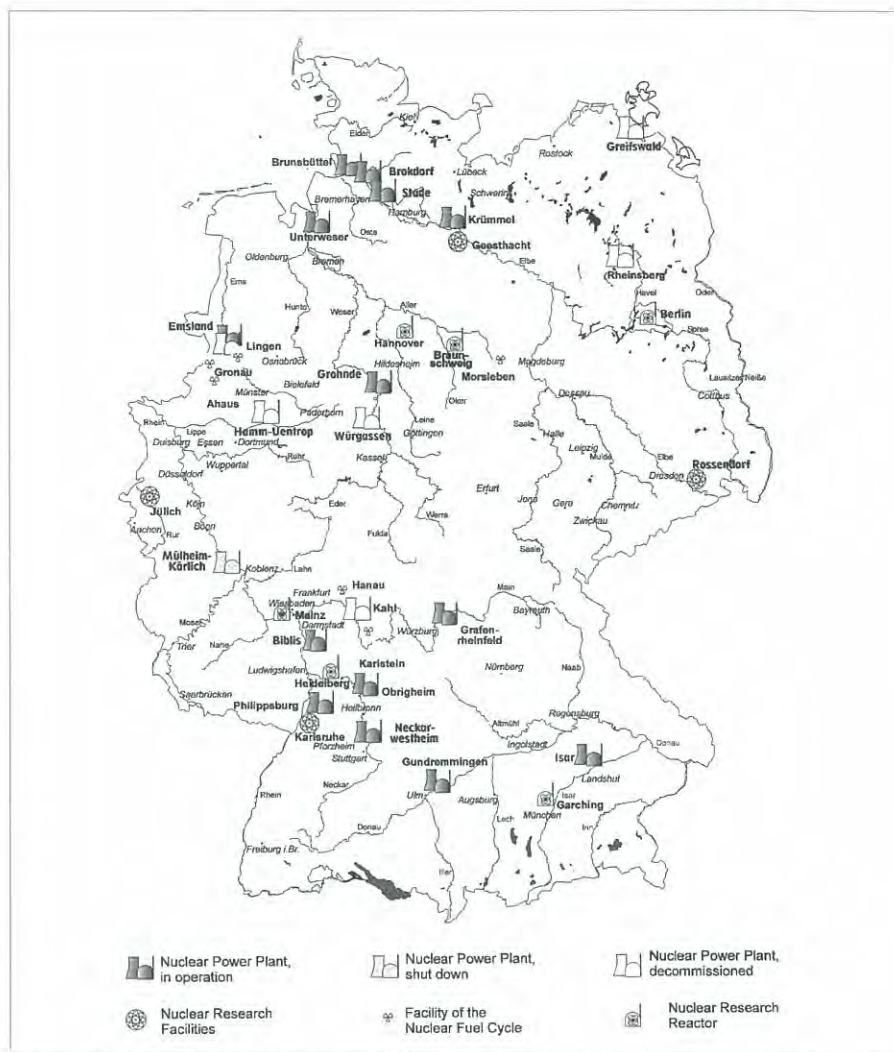 Kiel
Eider
Greifswald
Rostock
Brunsbüttel
Brokdorf
Lübeck
Stade
Schwerin
Bremerhaven
Hamburg
Krümmel
Unterweser
Oste
Geesthacht
Oldenburg
Bremen
Elbe
Rheinsberg
Ems
Havel
Oder
Hunte
Weser
Aller
Berlin
Emsland
Spree
Lingen
Hannover
Braun-
schweig
Osnabrück
Hildesheim
Magdeburg
Gronau
Grohnde
Morsleben
Bielefeld
Münster
Dessau
Lausitzer Neiße
Cottbus
Ahaus
Oker
Paderborn
Rhein
Lippe
Hamm-Uentrop
Würgassen
Leine
Göttingen
Saale
Halle
Duisburg
Essen
Dortmund
Leipzig
Ruhr
Kassel
Mulde
Elbe
Wuppertal
Rossendorf
Düsseldorf
Dresden
Erfurt
Jülich
Köln
Eder
Jena
Gera
Chemnitz
Werra
Zwickau
Aachen
Rur
Bonn
Fulda
Saale
Mülheim-
Kärlich
Koblenz
Lahn
Hanau
Main
Frankfurt
Wiesbaden
Mainz
Kahl
Bayreuth
Mosel
Darmstadt
Würzburg
Grafen-
rheinfeld
Trier
Nahe
Biblis
Karlstein
Nürnberg
Naab
Ludwigshafen
Heidelberg
Obrigheim
Saarbrücken
Philippsburg
Heilbronn
Regensburg
Altmühl
Karlsruhe
Neckar-
westheim
Pforzheim
Ingolstadt
Donau
Stuttgart
Isar
Gundremmingen
Landshut
Neckar
Rhein
Ulm
Augsburg
Isar
Garching
München
Lech
Inn
Donau
Freiburg i.Br.
Iller
Nuclear Power Plant,
in operation
Nuclear Power Plant,
shut down
Nuclear Power Plant,
decommissioned
Nuclear Research
Facilities
Facility of the
Nuclear Fuel Cycle
Nuclear Research
Reactor